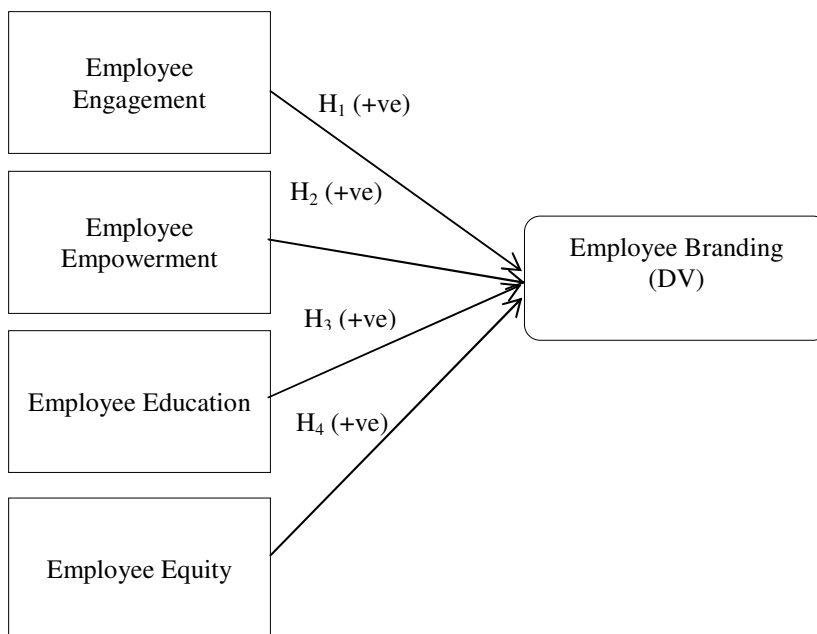 Employee
Engagement
H₁ (+ve)
Employee
Empowerment
H₂ (+ve)
Employee Branding
(DV)
Employee Education
H₃ (+ve)
Employee Equity
H₄ (+ve)